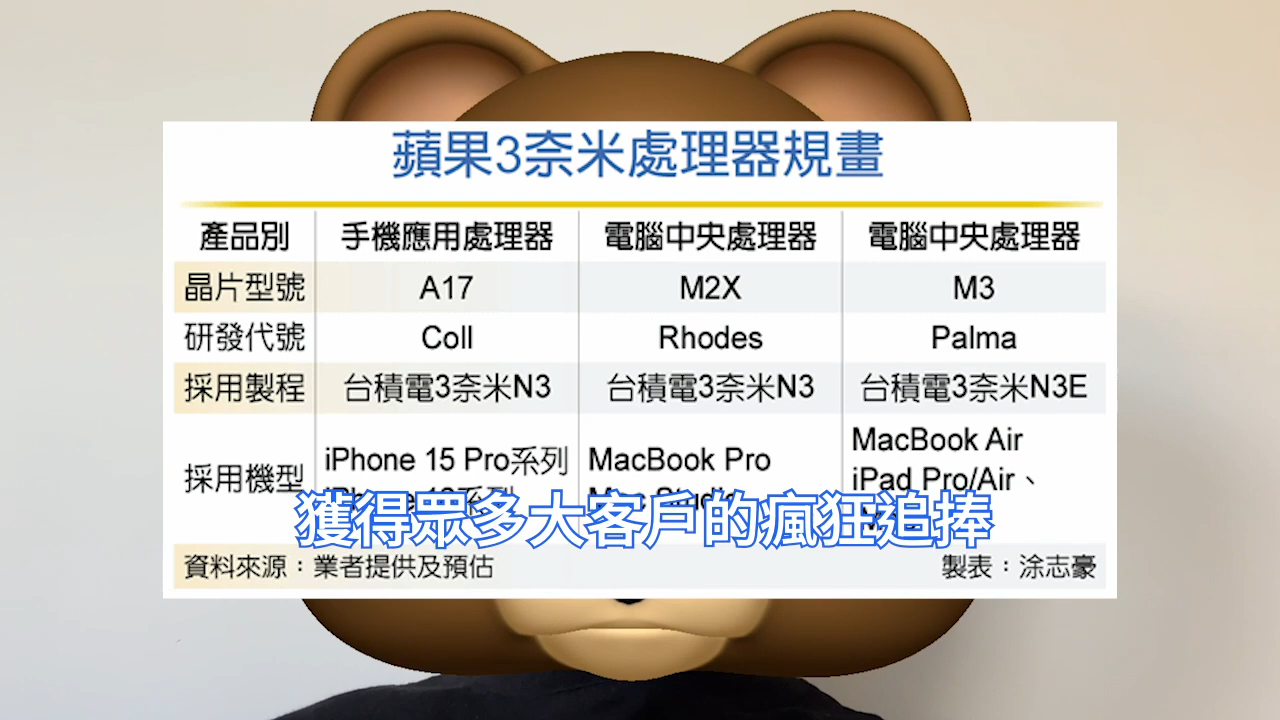 蘋果3奈米處理器規畫
產品別 手機應用處理器 電腦中央處理器 電腦中央處理器
晶片型號 A17 M2X M3
研發代號 Coll Rhodes Palma
採用製程 台積電3奈米N3 台積電3奈米N3 台積電3奈米N3E
採用機型 iPhone 15 Pro系列 MacBook Pro MacBook Air
iPad Pro/Air、
獲得眾多大客戶的瘋狂追捧
資料來源：業者提供及預估 製表：涂志豪